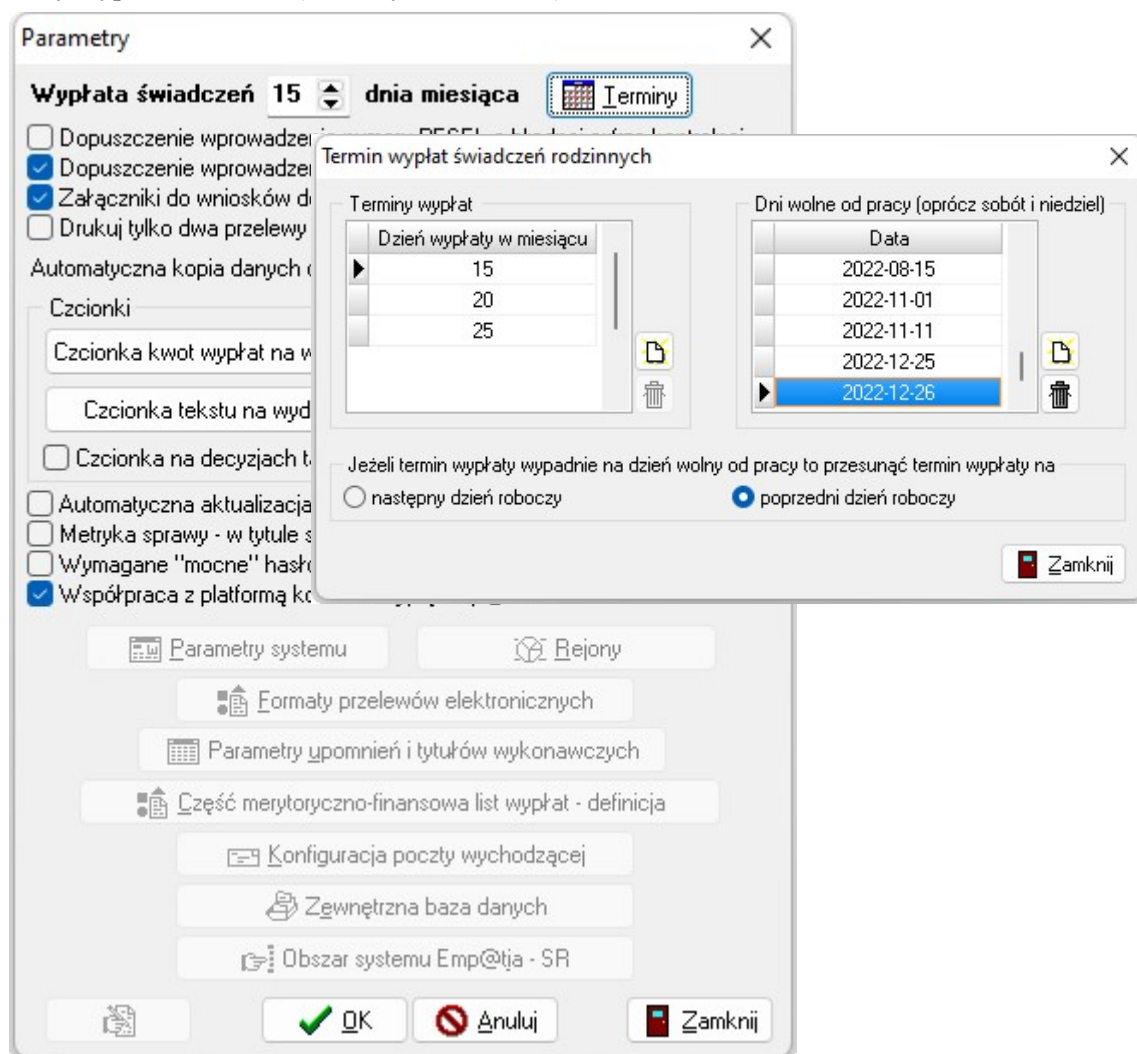 Parametry
Wypłata świadczeń 15 dnia miesiąca Terminy
Dopuszczenie
Dopuszczenie
Załączniki do wniosków
Drukuj tylko dwa przelewy
Automatyczna kopia danych
Czcionki
Czcionka kwot wypłat na
Czcionka tekstu na
Czcionka na decyzjach
Automatyczna aktualizacja
Metryka sprawy - w tytule
Wymagane "mocne"
Współpraca z platformą
Parametry systemu Rejony
Formaty przelewów elektronicznych
Parametry upomnień i tytułów wykonawczych
Część merytoryczno-finansowa list wypłat - definicja
Konfiguracja poczty wychodzącej
Zewnętrzna baza danych
Obszar systemu Emp@tja - SR
OK Anuluj Zamknij
Termin wypłat świadczeń rodzinnych
Terminy wypłat
Dzień wypłaty w miesiącu
15
20
25
Dni wolne od pracy (oprócz sobót i niedziel)
Data
2022-08-15
2022-11-01
2022-11-11
2022-12-25
2022-12-26
Jeżeli termin wypłaty wypadnie na dzień wolny od pracy to przesunąć termin wypłaty na
następny dzień roboczy poprzedni dzień roboczy
Zamknij